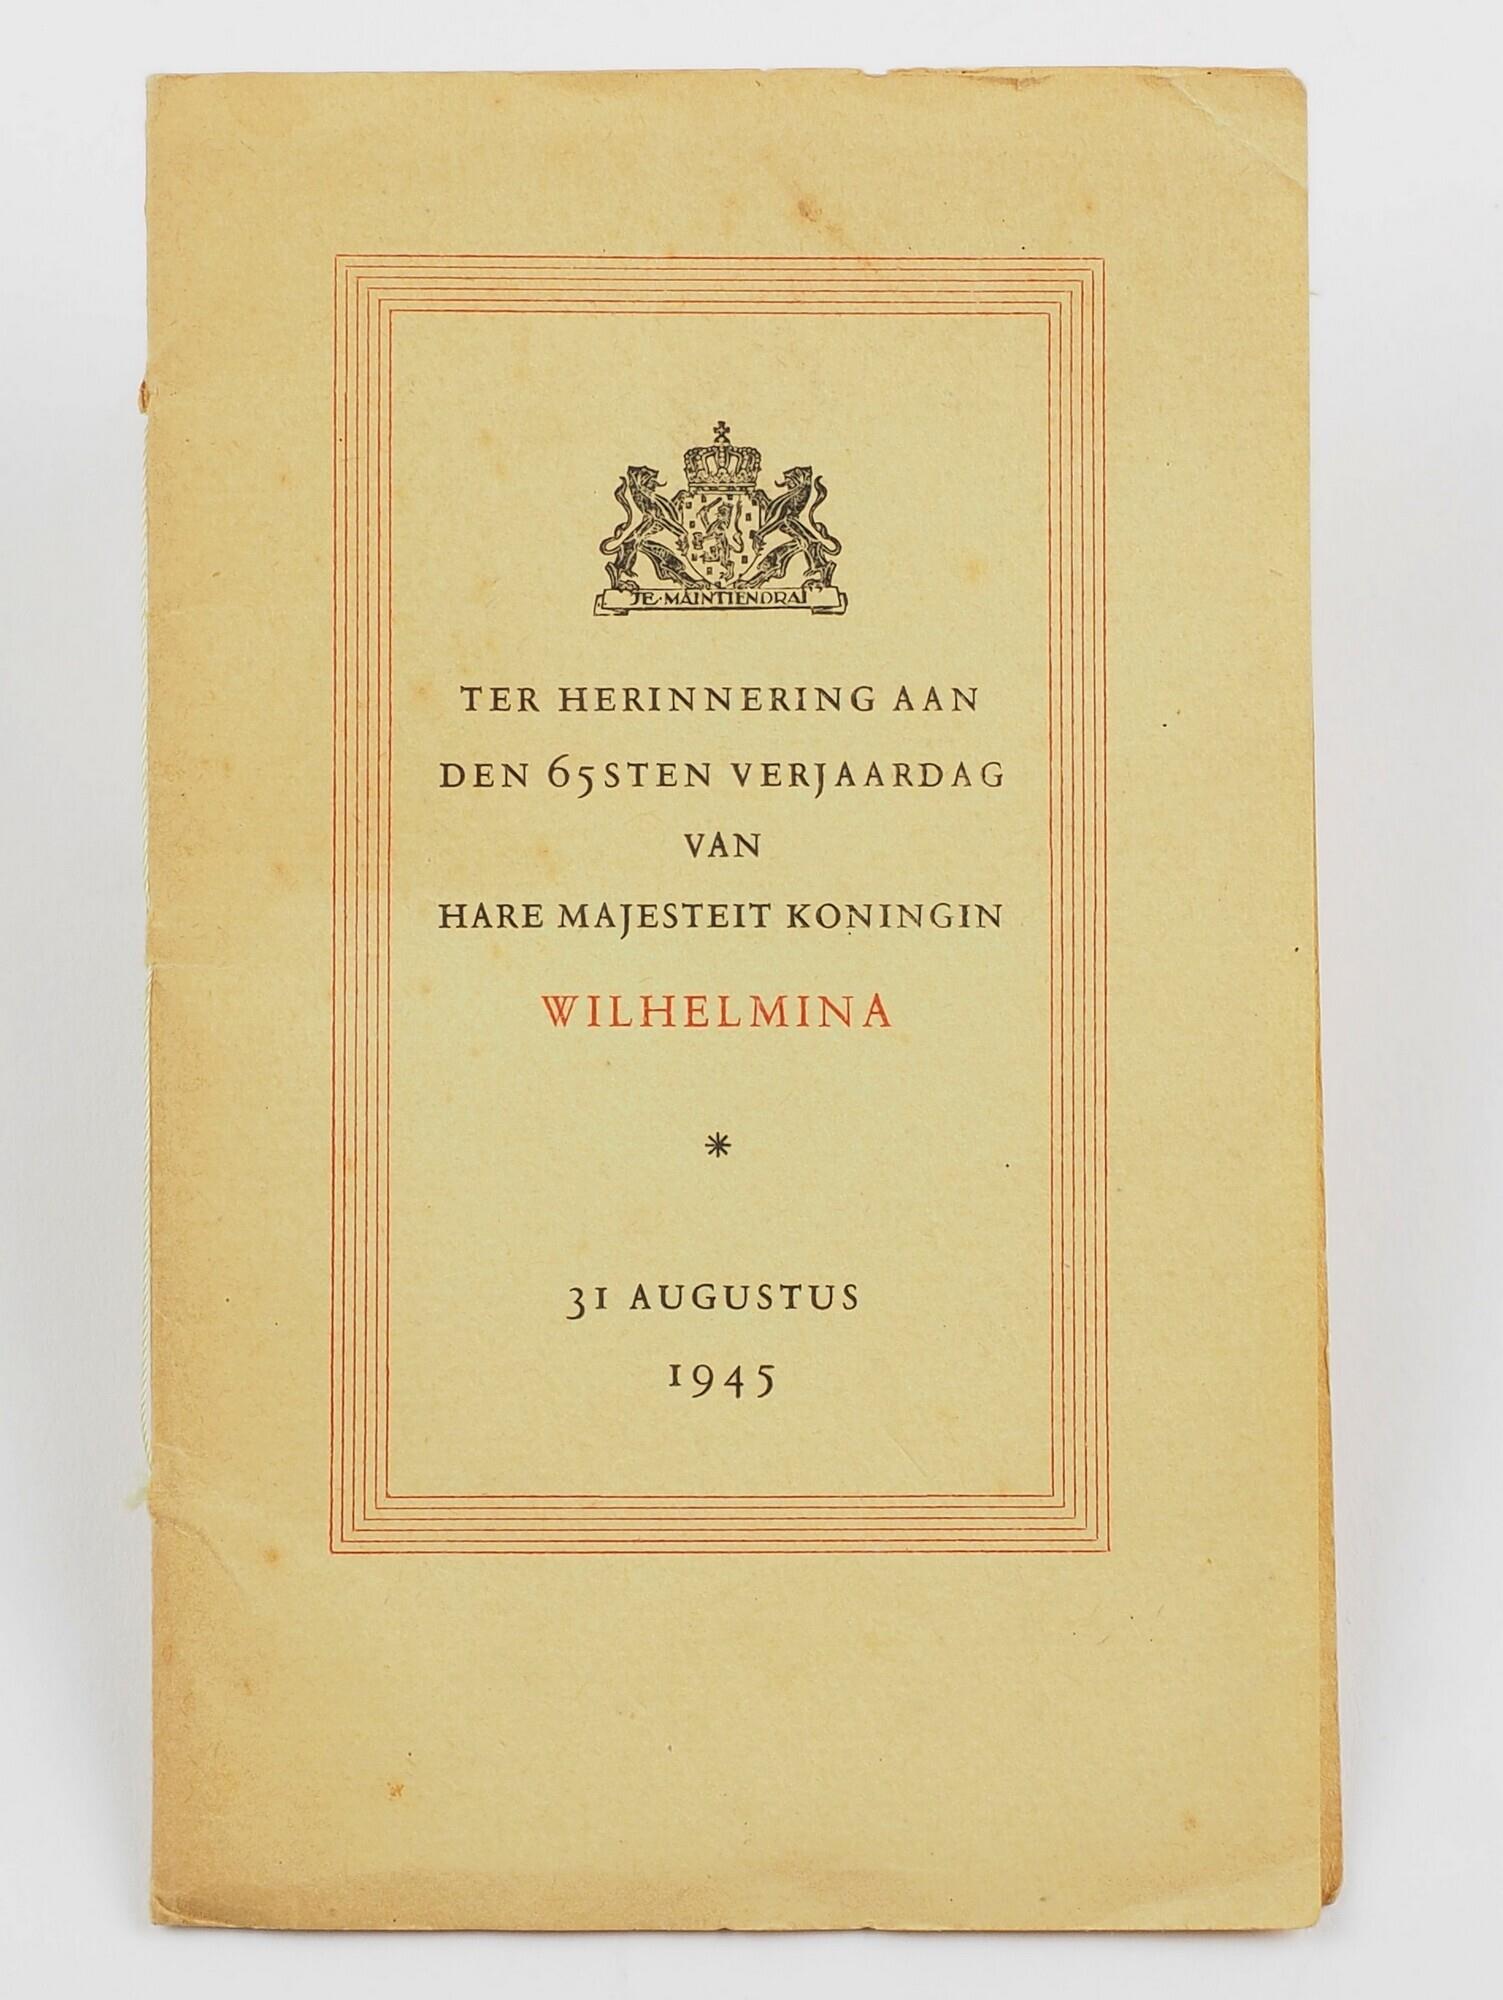 JE·MAINTIENDRAI
TER HERINNERING AAN
DEN 65STEN VERJAARDAG
VAN
HARE MAJESTEIT KONINGIN
WILHELMINA
*
31 AUGUSTUS
1945